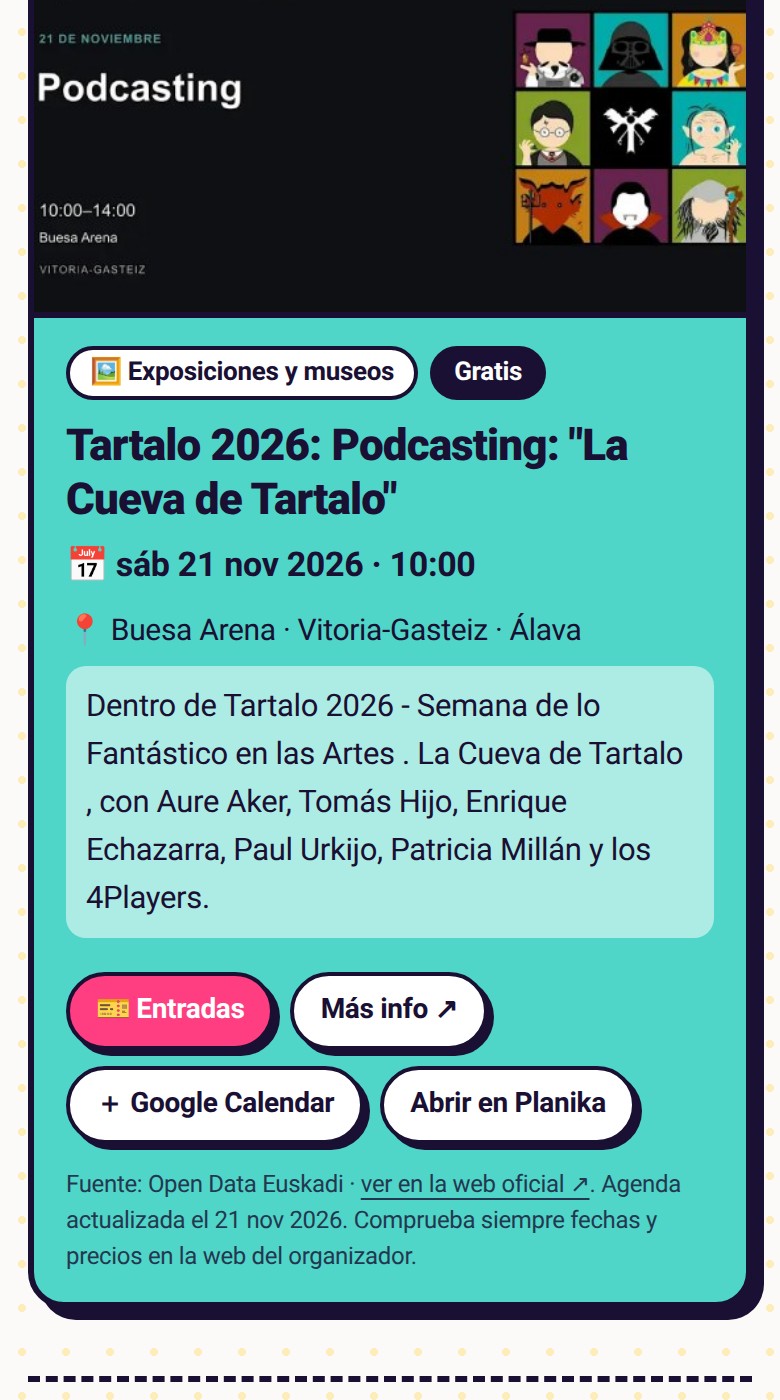 21 DE NOVIEMBRE
Podcasting
10:00–14:00
Buesa Arena
VITORIA-GASTEIZ
🖼️ Exposiciones y museos
Gratis
Tartalo 2026: Podcasting: "La
Cueva de Tartalo"
📅 sáb 21 nov 2026 · 10:00
📍 Buesa Arena · Vitoria-Gasteiz · Álava
Dentro de Tartalo 2026 - Semana de lo
Fantástico en las Artes . La Cueva de Tartalo
, con Aure Aker, Tomás Hijo, Enrique
Echazarra, Paul Urkijo, Patricia Millán y los
4Players.
🎫 Entradas
Más info ↗
+ Google Calendar
Abrir en Planika
Fuente: Open Data Euskadi · ver en la web oficial ↗. Agenda
actualizada el 21 nov 2026. Comprueba siempre fechas y
precios en la web del organizador.